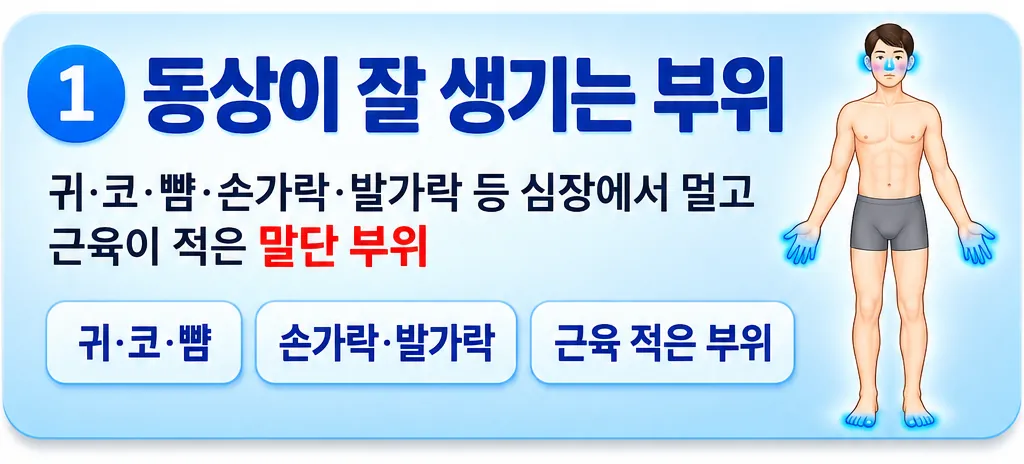 1 동상이 잘 생기는 부위
귀·코·뺨·손가락·발가락 등 심장에서 멀고
근육이 적은 말단 부위
귀·코·뺨
손가락·발가락
근육 적은 부위